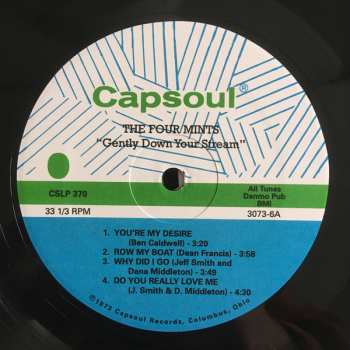 Capsoul®
THE FOUR MINTS
"Gently Down Your Stream"
CSLP 370
33 1/3 RPM
All Tunes
Danmo Pub
BMI
3073-6A
1. YOU'RE MY DESIRE
(Ben Caldwell) - 3:20
2. ROW MY BOAT (Dean Francis) - 3:58
3. WHY DID I GO (Jeff Smith and
Dana Middleton) - 3:49
4. DO YOU REALLY LOVE ME
(J. Smith & D. Middleton) - 4:30
©1973 Capsoul Records, Columbus, Ohio